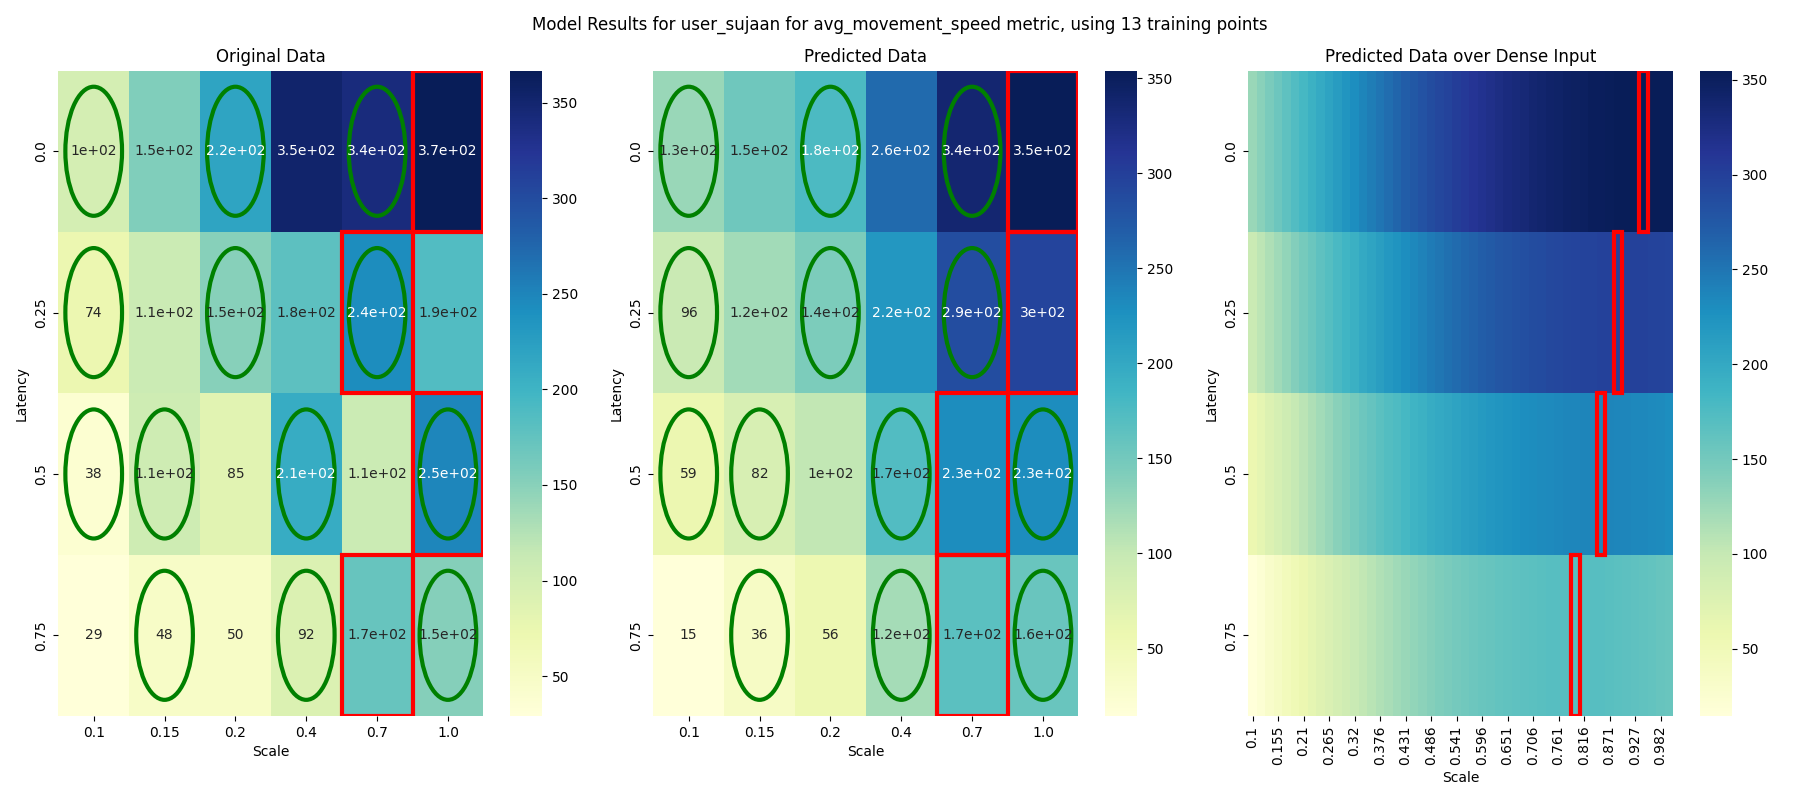 Model Results for user_sujaan for avg_movement_speed metric, using 13 training points
Original Data
Latency
0.0
0.25
0.5
0.75
1e+02 1.5e+02 2.2e+02 3.5e+02 3.4e+02 3.7e+02
74 1.1e+02 1.5e+02 1.8e+02 2.4e+02 1.9e+02
38 1.1e+02 85 2.1e+02 1.1e+02 2.5e+02
29 48 50 92 1.7e+02 1.5e+02
0.1 0.15 0.2 0.4 0.7 1.0
Scale
350
300
250
200
150
100
50
Predicted Data
Latency
0.0
0.25
0.5
0.75
1.3e+02 1.5e+02 1.8e+02 2.6e+02 3.4e+02 3.5e+02
96 1.2e+02 1.4e+02 2.2e+02 2.9e+02 3e+02
59 82 1e+02 1.7e+02 2.3e+02 2.3e+02
15 36 56 1.2e+02 1.7e+02 1.6e+02
0.1 0.15 0.2 0.4 0.7 1.0
Scale
350
300
250
200
150
100
50
Predicted Data over Dense Input
Latency
0.0
0.25
0.5
0.75
0.1 0.155 0.21 0.265 0.32 0.376 0.431 0.486 0.541 0.596 0.651 0.706 0.761 0.816 0.871 0.927 0.982
Scale
350
300
250
200
150
100
50